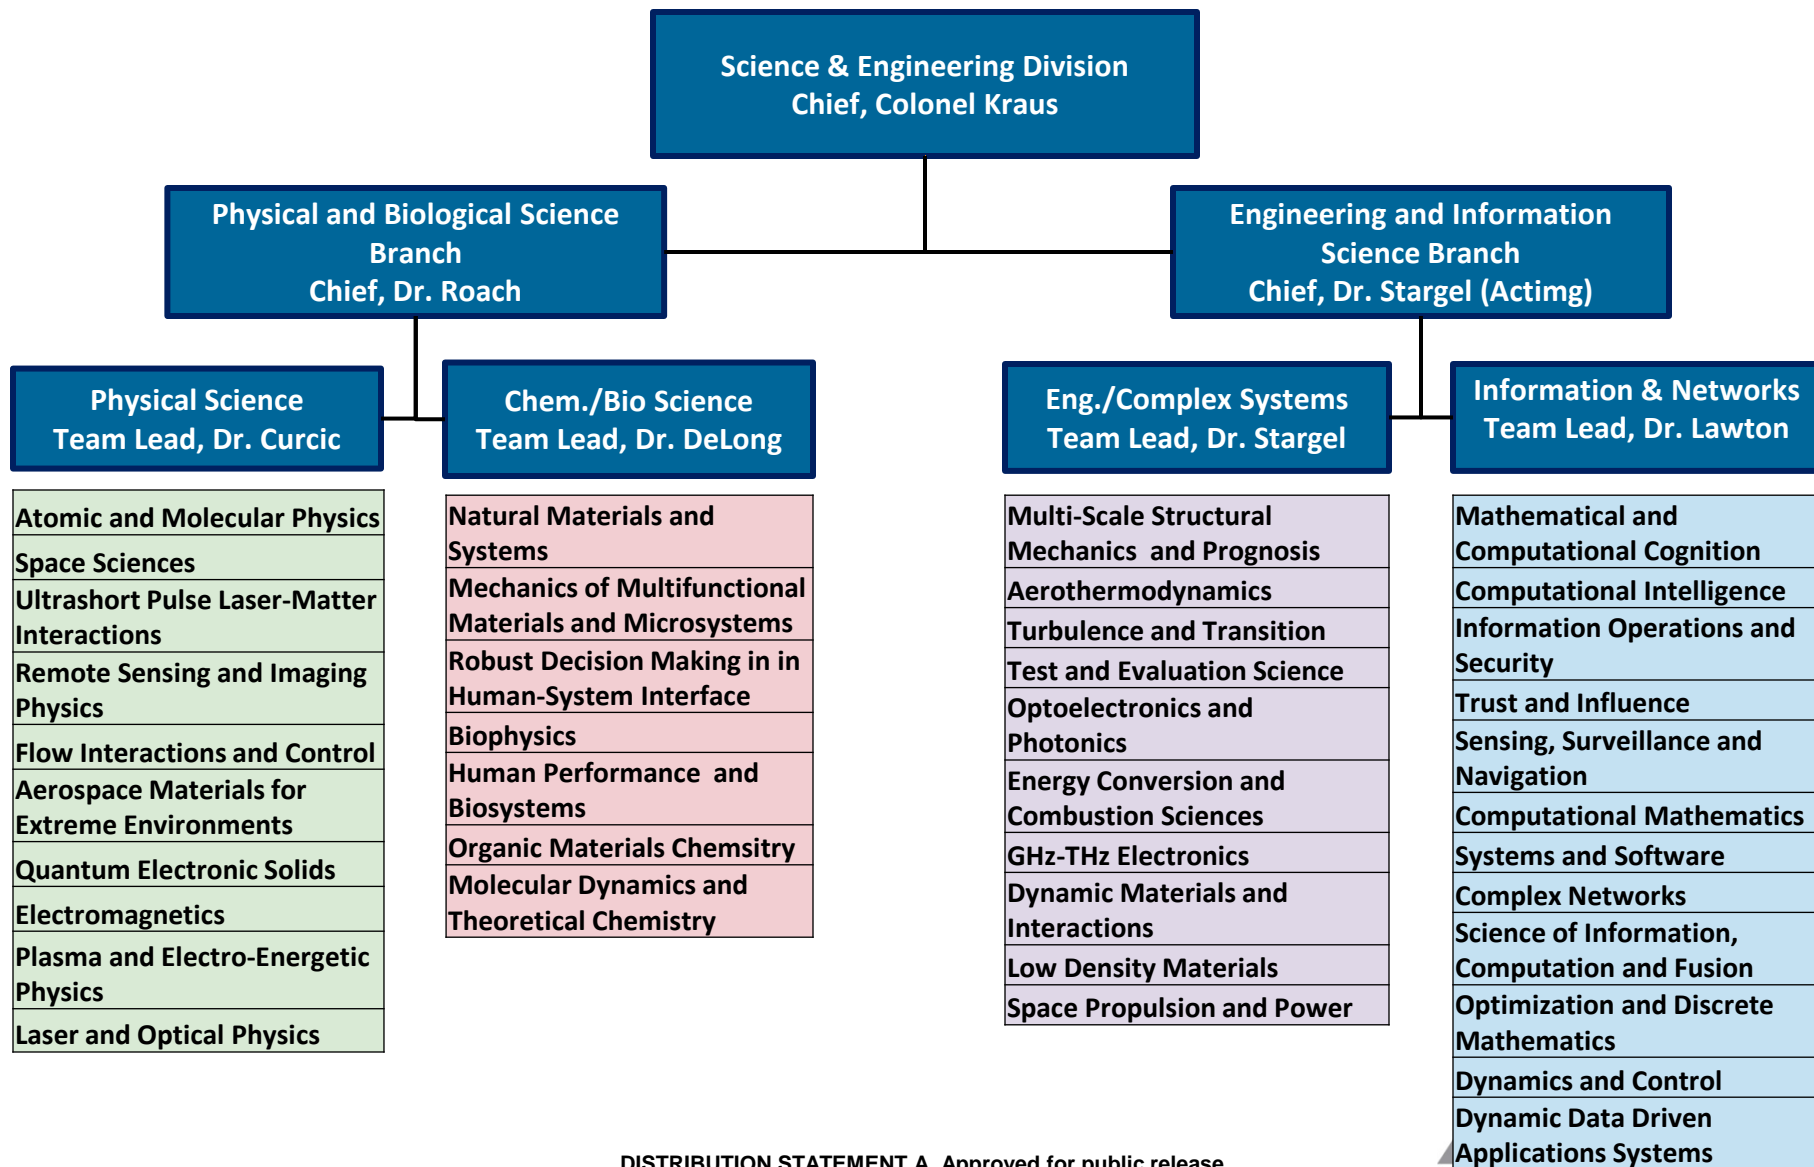 Science & Engineering Division
Chief, Colonel Kraus
Physical and Biological Science
Branch
Chief, Dr. Roach
Engineering and Information
Science Branch
Chief, Dr. Stargel (Actimg)
Physical Science
Team Lead, Dr. Curcic
Chem./Bio Science
Team Lead, Dr. DeLong
Eng./Complex Systems
Team Lead, Dr. Stargel
Information & Networks
Team Lead, Dr. Lawton
Atomic and Molecular Physics
Space Sciences
Ultrashort Pulse Laser-Matter
Interactions
Remote Sensing and Imaging
Physics
Flow Interactions and Control
Aerospace Materials for
Extreme Environments
Quantum Electronic Solids
Electromagnetics
Plasma and Electro-Energetic
Physics
Laser and Optical Physics
Natural Materials and
Systems
Mechanics of Multifunctional
Materials and Microsystems
Robust Decision Making in in
Human-System Interface
Biophysics
Human Performance and
Biosystems
Organic Materials Chemsitry
Molecular Dynamics and
Theoretical Chemistry
Multi-Scale Structural
Mechanics and Prognosis
Aerothermodynamics
Turbulence and Transition
Test and Evaluation Science
Optoelectronics and
Photonics
Energy Conversion and
Combustion Sciences
GHz-THz Electronics
Dynamic Materials and
Interactions
Low Density Materials
Space Propulsion and Power
Mathematical and
Computational Cognition
Computational Intelligence
Information Operations and
Security
Trust and Influence
Sensing, Surveillance and
Navigation
Computational Mathematics
Systems and Software
Complex Networks
Science of Information,
Computation and Fusion
Optimization and Discrete
Mathematics
Dynamics and Control
Dynamic Data Driven
Applications Systems
DISTRIBUTION STATEMENT A. Approved for public release